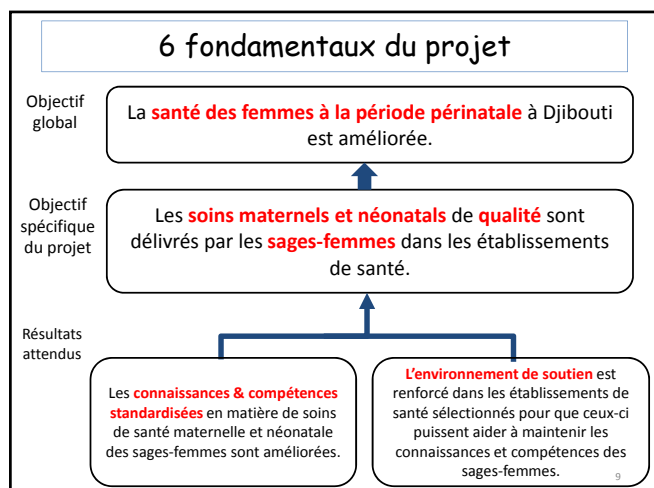 6 fondamentaux du projet
Objectif
global
La santé des femmes à la période périnatale à Djibouti
est améliorée.
Objectif
spécifique
du projet
Les soins maternels et néonatals de qualité sont
délivrés par les sages-femmes dans les établissements
de santé.
Résultats
attendus
Les connaissances & compétences
standardisées en matière de soins
de santé maternelle et néonatale
des sages-femmes sont améliorées.
L'environnement de soutien est
renforcé dans les établissements de
santé sélectionnés pour que ceux-ci
puissent aider à maintenir les
connaissances et compétences des
sages-femmes.
9